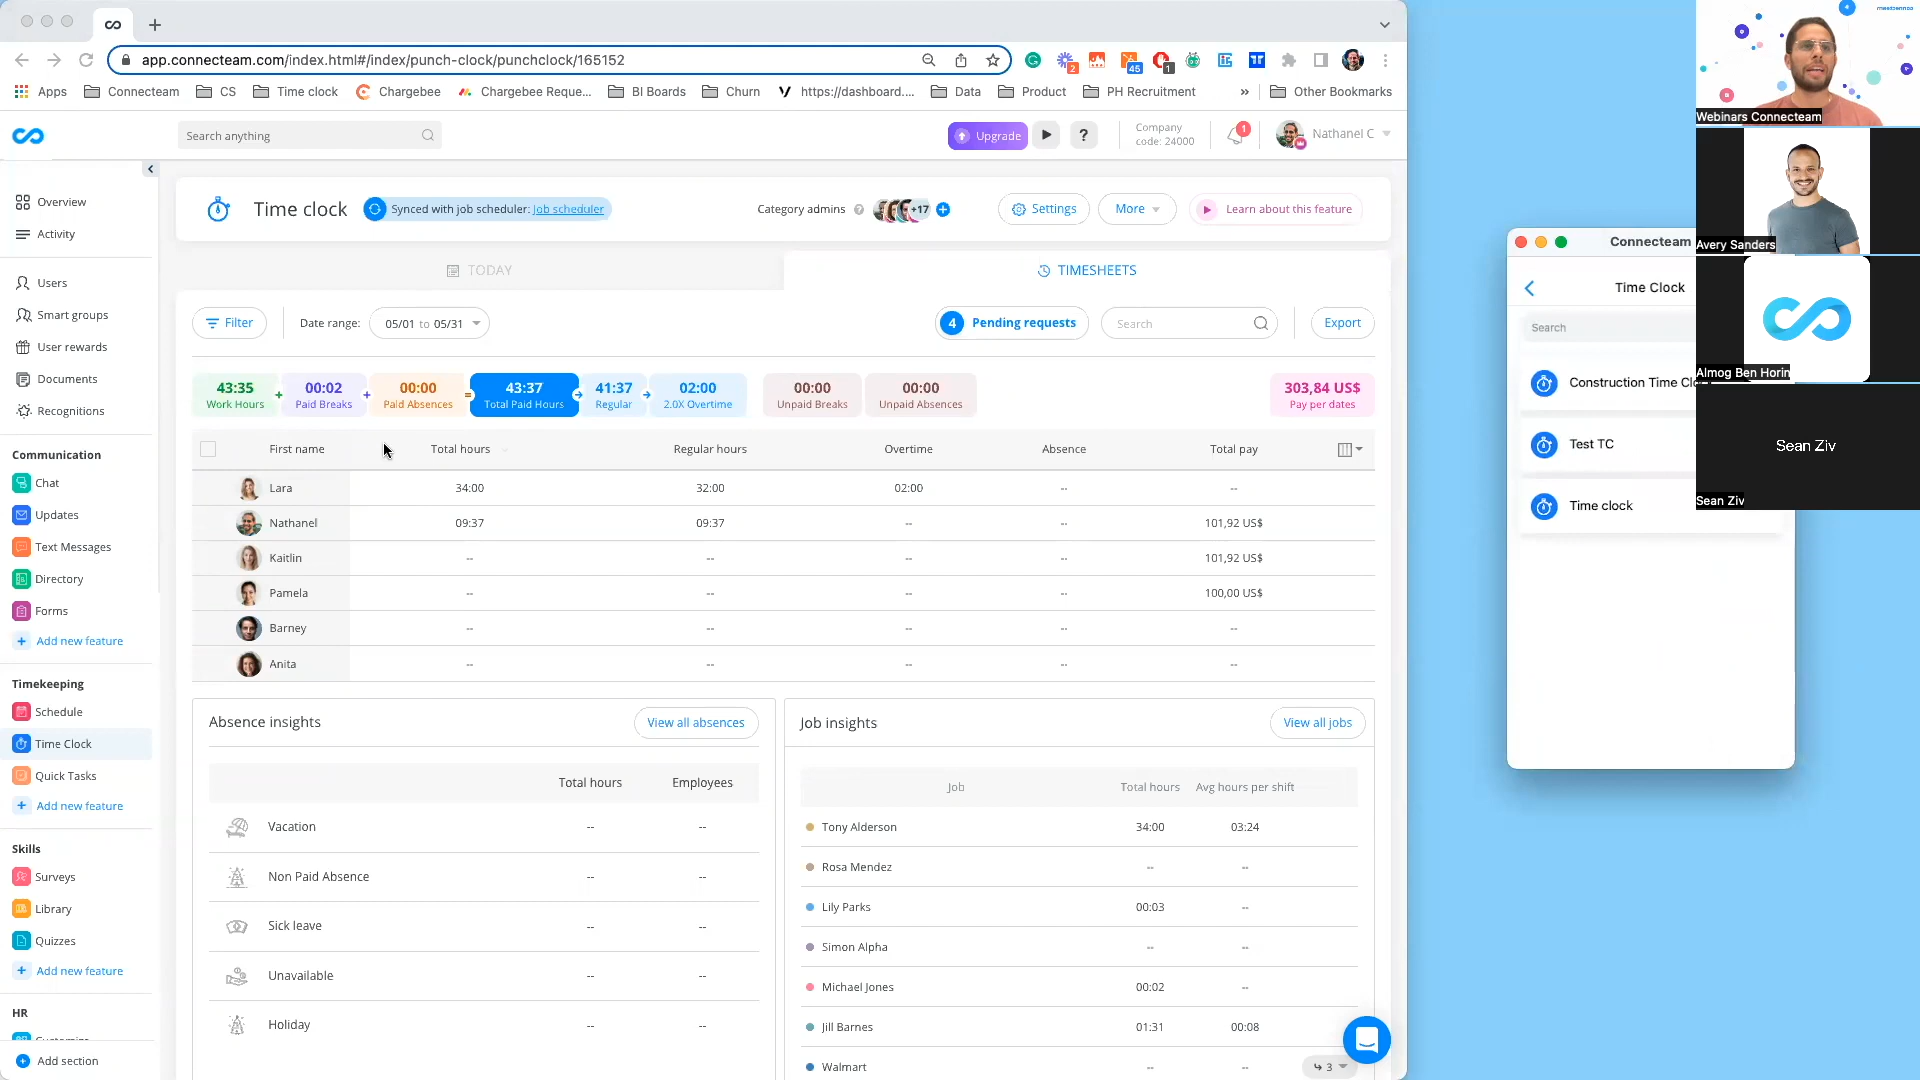 app.connecteam.com/index.html#/index/punch-clock/punchclock/165152
2
45
1
Apps
Connecteam
CS
Time clock
Chargebee
Chargebee Reque...
BI Boards
Churn
https://dashboard....
Data
Product
PH Recruitment
»
Other Bookmarks
Search anything
Upgrade
?
Company
code: 24000
1
Nathanel C
Overview
Activity
Users
Smart groups
User rewards
Documents
Recognitions
Communication
Chat
Updates
Text Messages
Directory
Forms
+ Add new feature
Timekeeping
Schedule
Time Clock
Quick Tasks
+ Add new feature
Skills
Surveys
Library
Quizzes
+ Add new feature
HR
Add section
Time clock
Synced with job scheduler: Job scheduler
Category admins
?
+17
Settings
More
Learn about this feature
TODAY
TIMESHEETS
Filter
Date range:
05/01 to 05/31
4 Pending requests
Search
Export
43:35
Work Hours
+
00:02
Paid Breaks
+
00:00
Paid Absences
=
43:37
Total Paid Hours
41:37
Regular
02:00
2.0X Overtime
00:00
Unpaid Breaks
00:00
Unpaid Absences
303,84 US$
Pay per dates
First name Total hours Regular hours Overtime Absence Total pay
Lara 34:00 32:00 02:00 -- --
Nathanel 09:37 09:37 -- -- 101,92 US$
Kaitlin -- -- -- -- 101,92 US$
Pamela -- -- -- -- 100,00 US$
Barney -- -- -- -- --
Anita -- -- -- -- --
Absence insights
View all absences
Total hours Employees
Vacation -- --
Non Paid Absence -- --
Sick leave -- --
Unavailable -- --
Holiday -- --
Job insights
View all jobs
Job Total hours Avg hours per shift
Tony Alderson 34:00 03:24
Rosa Mendez -- --
Lily Parks 00:03 --
Simon Alpha -- --
Michael Jones 00:02 --
Jill Barnes 01:31 00:08
Walmart -- --
3
Connecteam
Time Clock
Search
Construction Time Clo
Test TC
Time clock
Webinars Connecteam
Avery Sanders
Almog Ben Horin
Sean Ziv
Sean Ziv